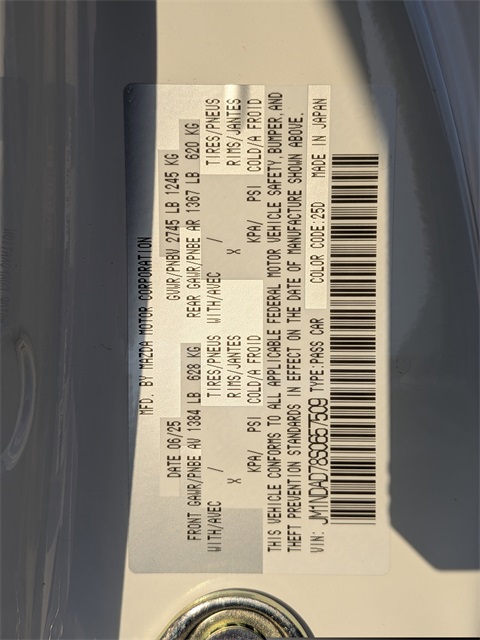 MFD. BY MAZDA MOTOR CORPORATION
DATE 06/25 GVWR/PNBV 2745 LB 1245 KG
FRONT GAWR/PNBE AV 1384 LB 628 KG REAR GAWR/PNBE AR 1367 LB 620 KG
WITH/AVEC / TIRES/PNEUS WITH/AVEC / TIRES/PNEUS
X RIMS/JANTES X RIMS/JANTES
KPA/ PSI COLD/A FROID KPA/ PSI COLD/A FROID
THIS VEHICLE CONFORMS TO ALL APPLICABLE FEDERAL MOTOR VEHICLE SAFETY, BUMPER, AND
THEFT PREVENTION STANDARDS IN EFFECT ON THE DATE OF MANUFACTURE SHOWN ABOVE.
VIN: JM1NDAD78S0657509 TYPE:PASS CAR COLOR CODE:25D MADE IN JAPAN